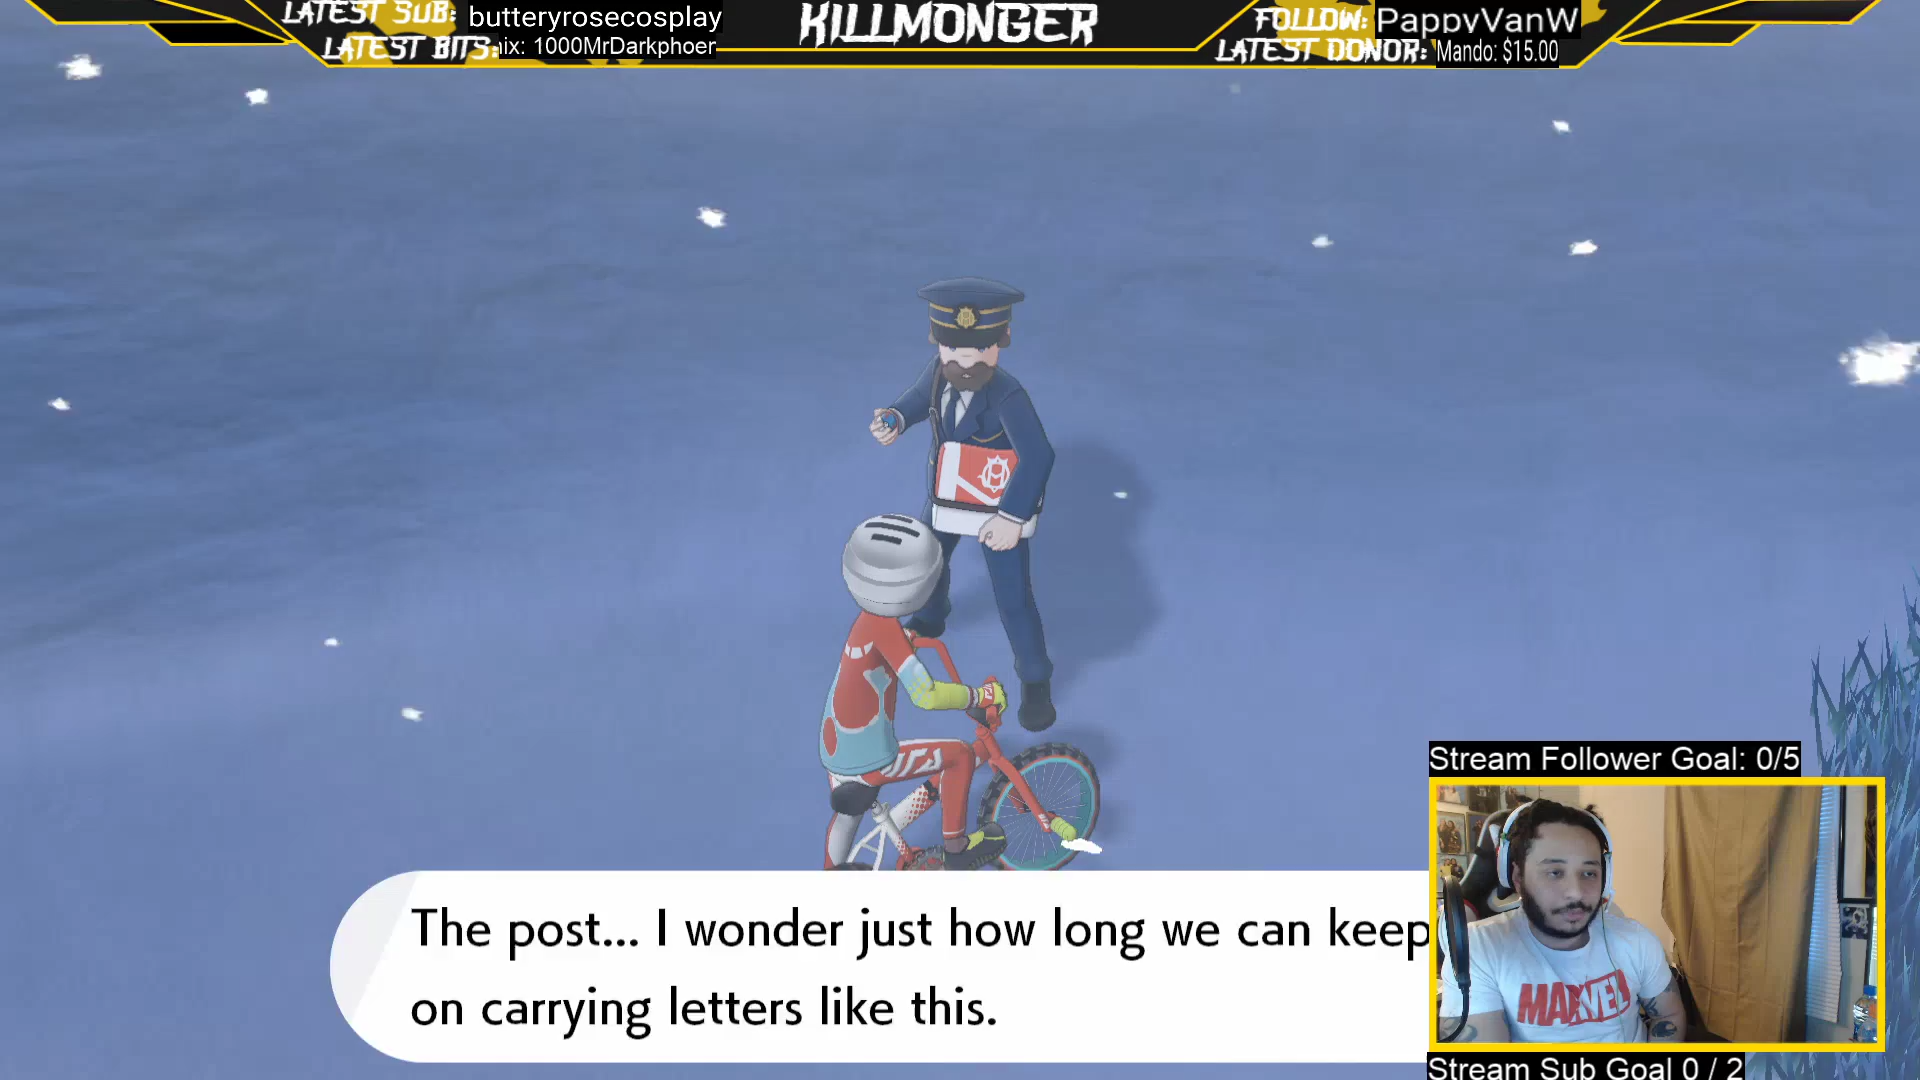 LATEST SUB: butteryrosecosplay
LATEST BITS: nix: 1000MrDarkphoer
KILLMONGER
FOLLOW: PappyVanW
LATEST DONOR: Mando: $15.00
The post... I wonder just how long we can keep
on carrying letters like this.
Stream Follower Goal: 0/5
MARVEL
Stream Sub Goal 0 / 2